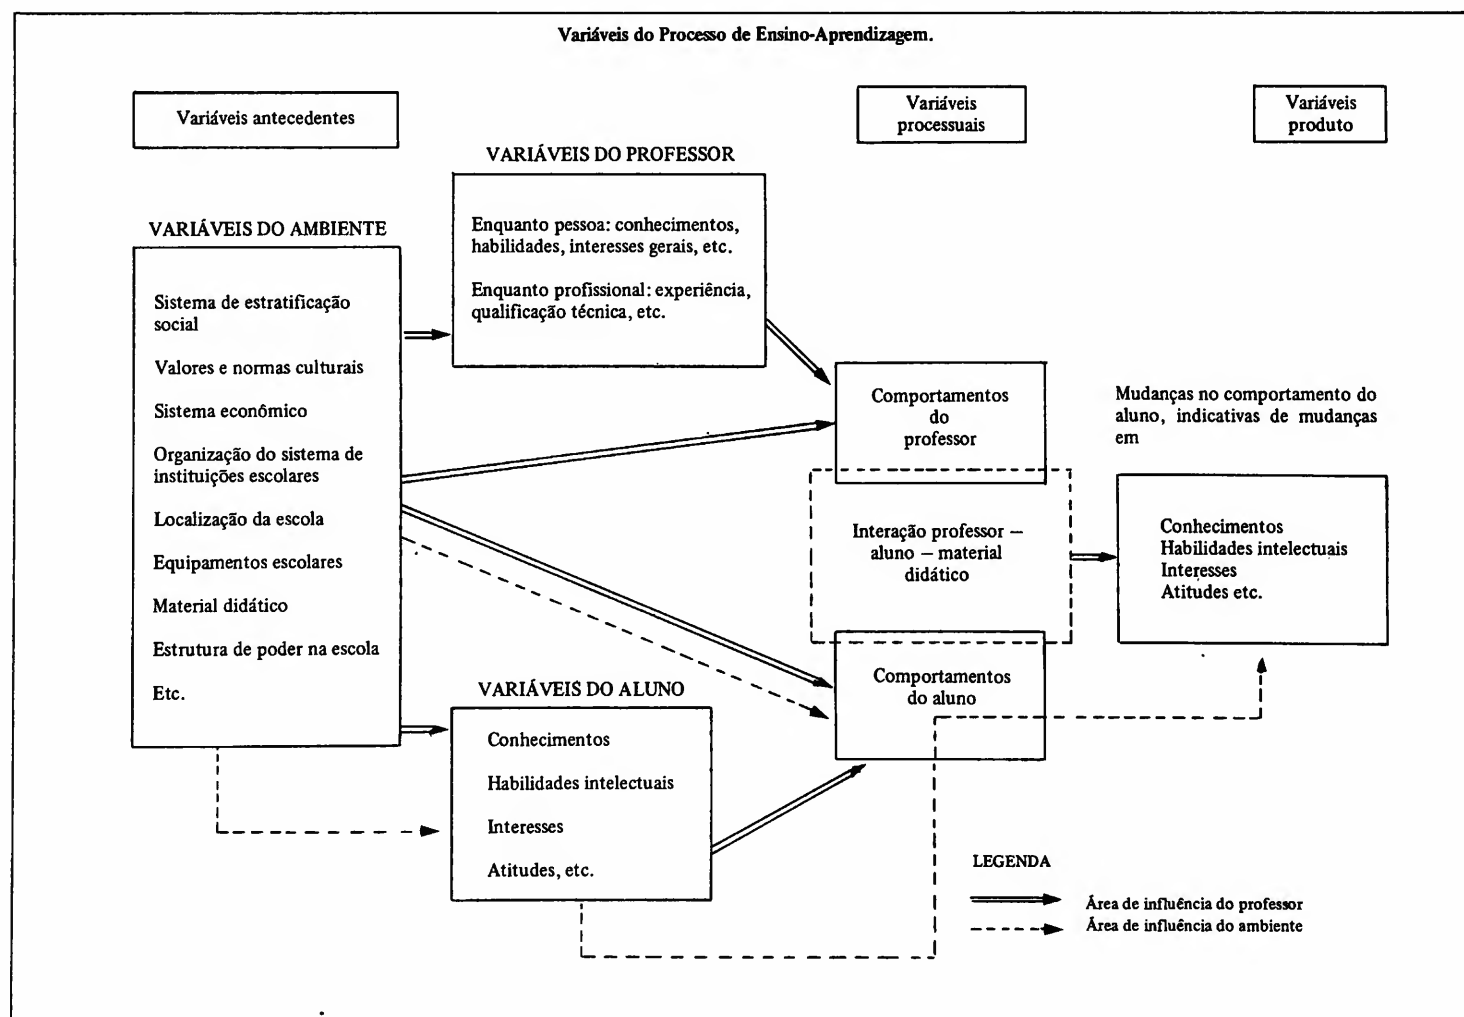 Variáveis do Processo de Ensino-Aprendizagem.
Variáveis antecedentes
Variáveis
processuais
Variáveis
produto
VARIÁVEIS DO AMBIENTE
Sistema de estratificação
social
Valores e normas culturais
Sistema econômico
Organização do sistema de
instituições escolares
Localização da escola
Equipamentos escolares
Material didático
Estrutura de poder na escola
Etc.
VARIÁVEIS DO PROFESSOR
Enquanto pessoa: conhecimentos,
habilidades, interesses gerais, etc.
Enquanto profissional: experiência,
qualificação técnica, etc.
VARIÁVEIS DO ALUNO
Conhecimentos
Habilidades intelectuais
Interesses
Atitudes, etc.
Comportamentos
do
professor
Interação professor –
aluno – material
didático
Comportamentos
do aluno
Mudanças no comportamento do
aluno, indicativas de mudanças
em
Conhecimentos
Habilidades intelectuais
Interesses
Atitudes etc.
LEGENDA
Área de influência do professor
Área de influência do ambiente